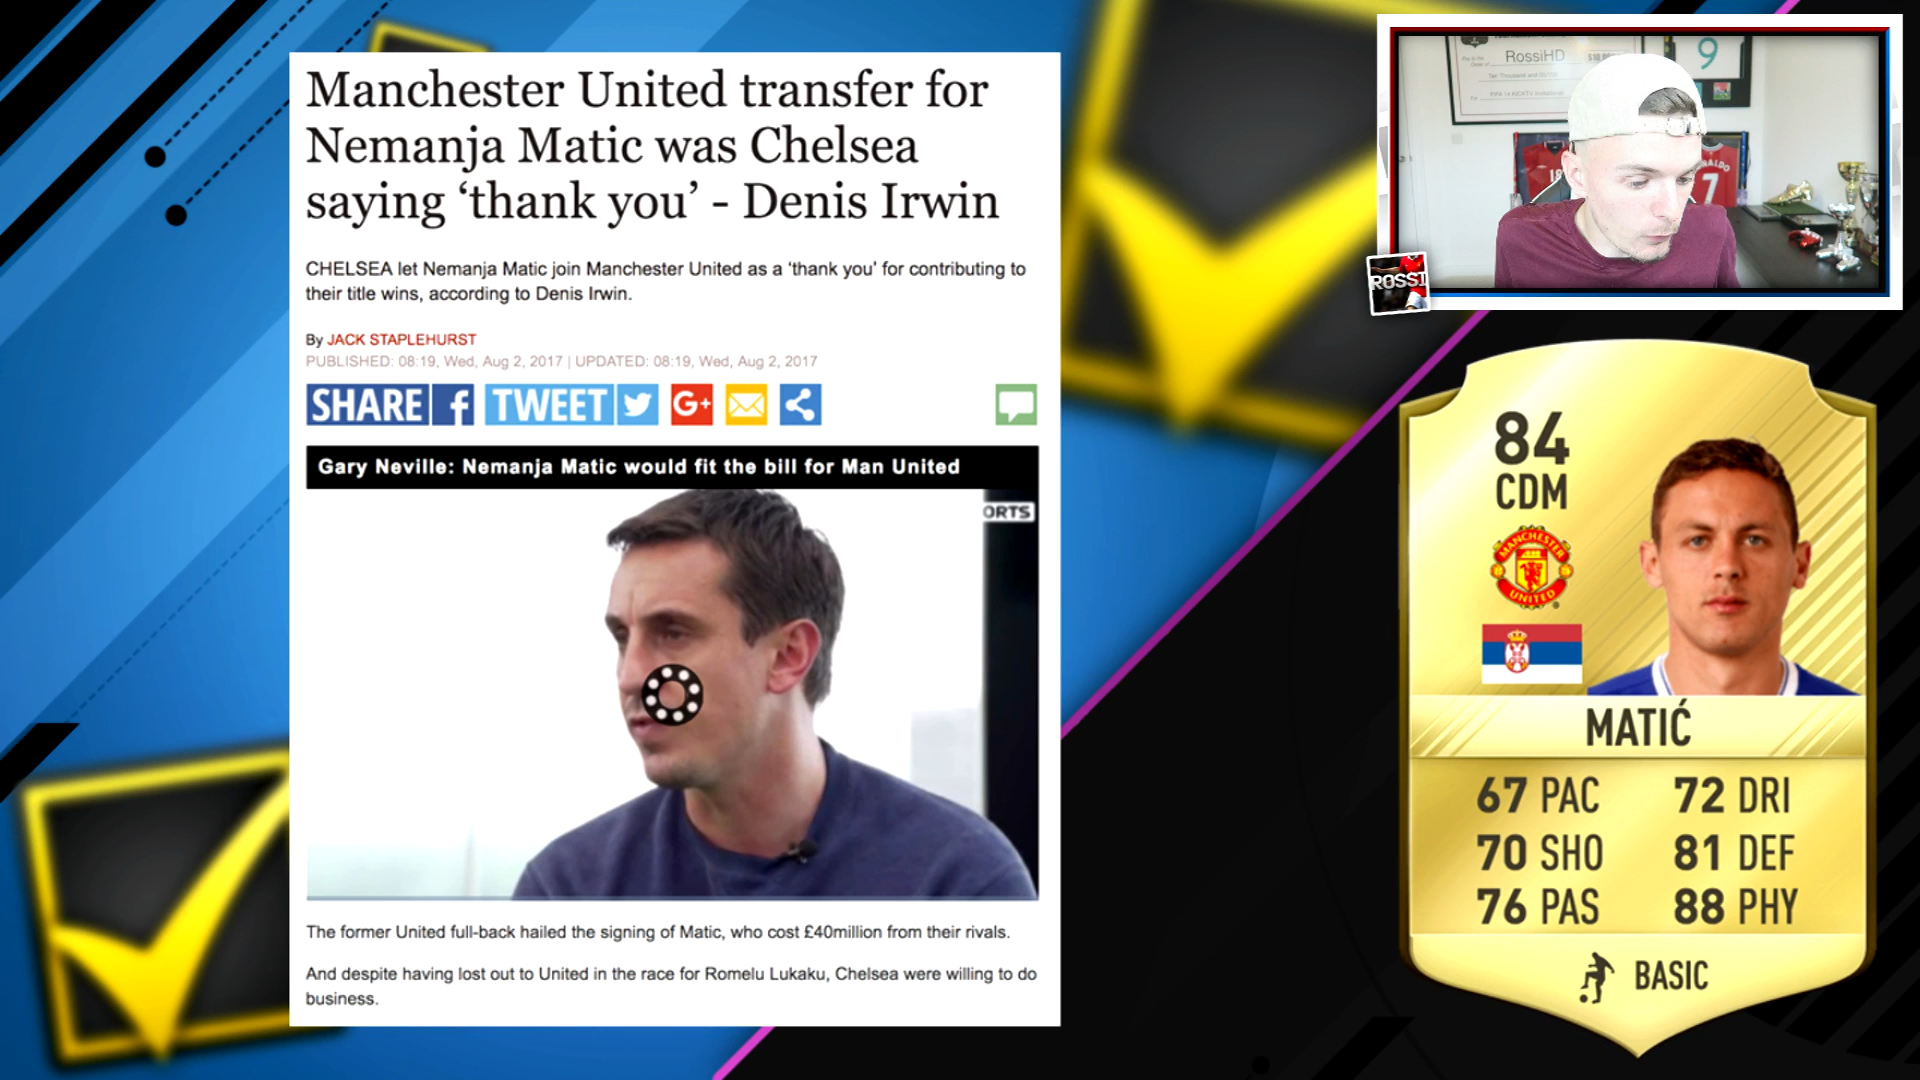 Manchester United transfer for
Nemanja Matic was Chelsea
saying ‘thank you’ - Denis Irwin
CHELSEA let Nemanja Matic join Manchester United as a ‘thank you’ for contributing to
their title wins, according to Denis Irwin.
By JACK STAPLEHURST
PUBLISHED: 08:19, Wed, Aug 2, 2017 | UPDATED: 08:19, Wed, Aug 2, 2017
SHARE f TWEET G+
Gary Neville: Nemanja Matic would fit the bill for Man United
ORTS
The former United full-back hailed the signing of Matic, who cost £40million from their rivals.
And despite having lost out to United in the race for Romelu Lukaku, Chelsea were willing to do
business.
RossiHD
9
7
ROSSI
84
CDM
MANCHESTER
UNITED
MATIĆ
67 PAC 72 DRI
70 SHO 81 DEF
76 PAS 88 PHY
BASIC